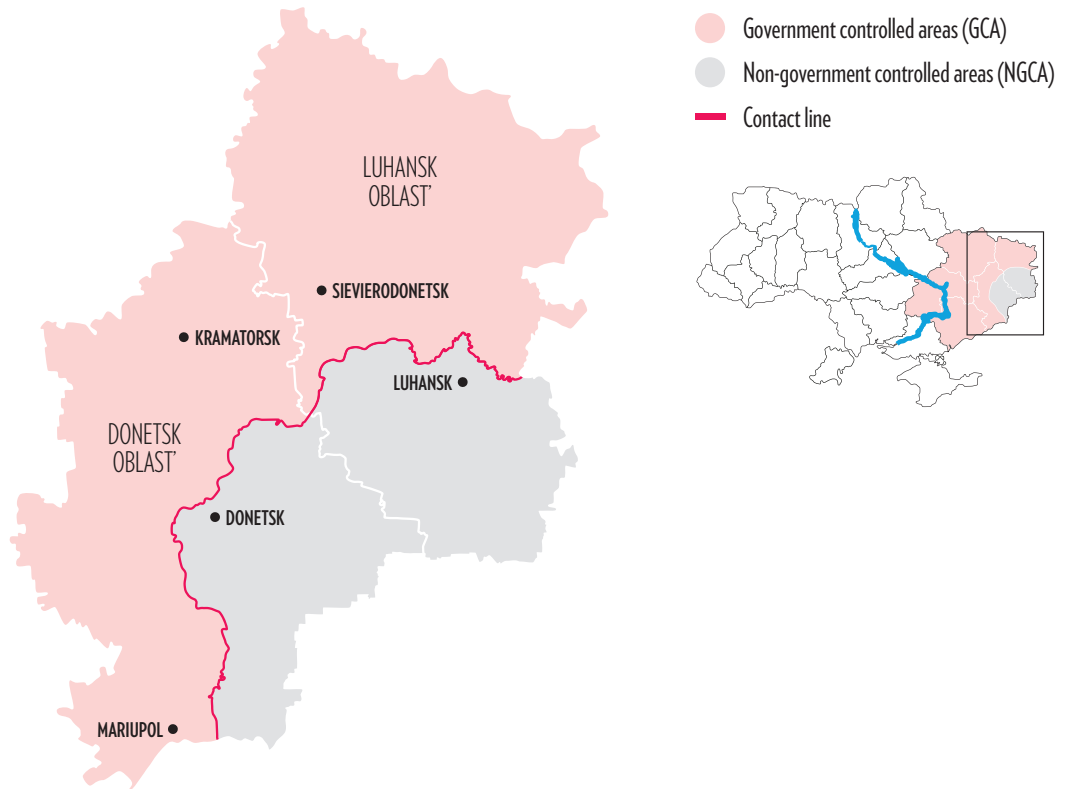 Government controlled areas (GCA)
Non-government controlled areas (NGCA)
Contact line
LUHANSK
OBLAST’
SIEVIERODONETSK
KRAMATORSK
LUHANSK
DONETSK
OBLAST’
DONETSK
MARIUPOL